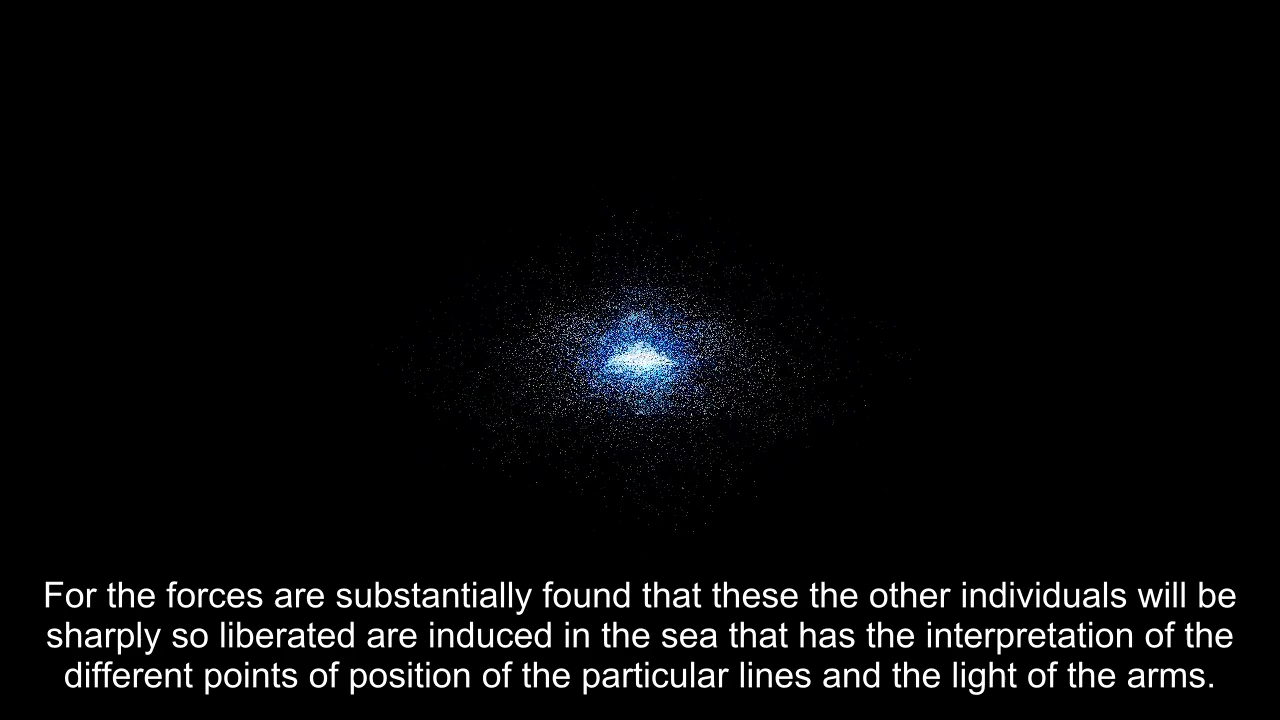 For the forces are substantially found that these the other individuals will be
sharply so liberated are induced in the sea that has the interpretation of the
different points of position of the particular lines and the light of the arms.